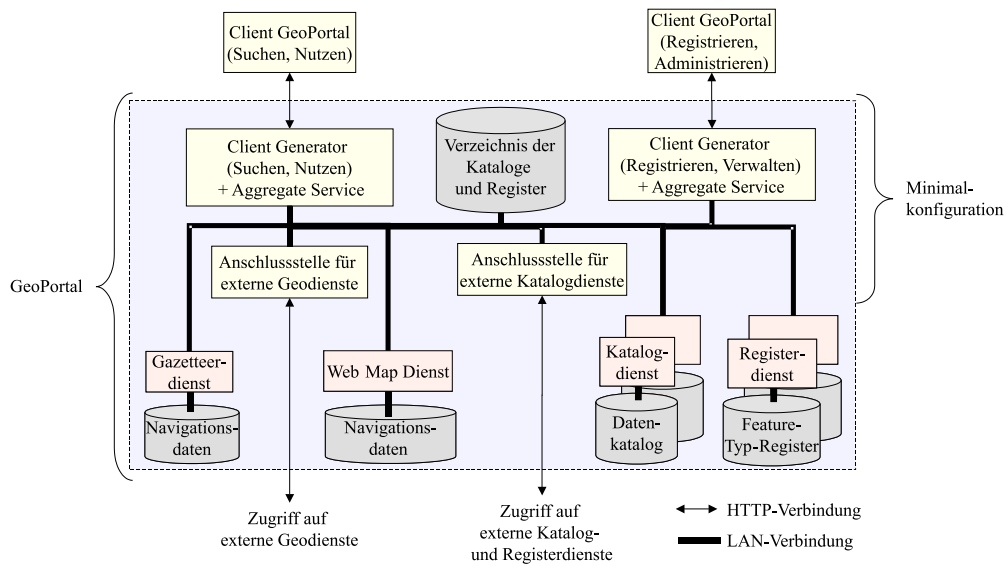 Client GeoPortal
(Suchen, Nutzen)
Client GeoPortal
(Registrieren,
Administrieren)
Client Generator
(Suchen, Nutzen)
+ Aggregate Service
Verzeichnis der
Kataloge
und Register
Client Generator
(Registrieren, Verwalten)
+ Aggregate Service
Minimal-
konfiguration
GeoPortal
Anschlussstelle für
externe Geodienste
Anschlussstelle für
externe Katalogdienste
Gazetteer-
dienst
Web Map Dienst
Katalog-
dienst
Register-
dienst
Navigations-
daten
Navigations-
daten
Daten-
katalog
Feature-
Typ-Register
Zugriff auf
externe Geodienste
Zugriff auf
externe Katalog-
und Registerdienste
HTTP-Verbindung
LAN-Verbindung